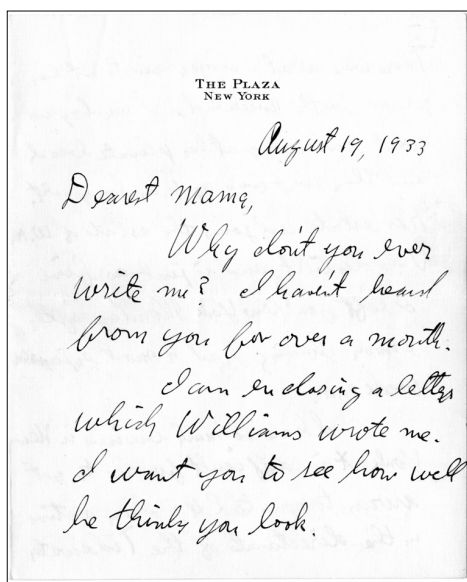 THE PLAZA
NEW YORK
August 19, 1933
Dearest Mama,
Why don't you ever
write me? I haven't heard
from you for over a month.
I am enclosing a letter
which Williams wrote me.
I want you to see how well
he thinks you look.